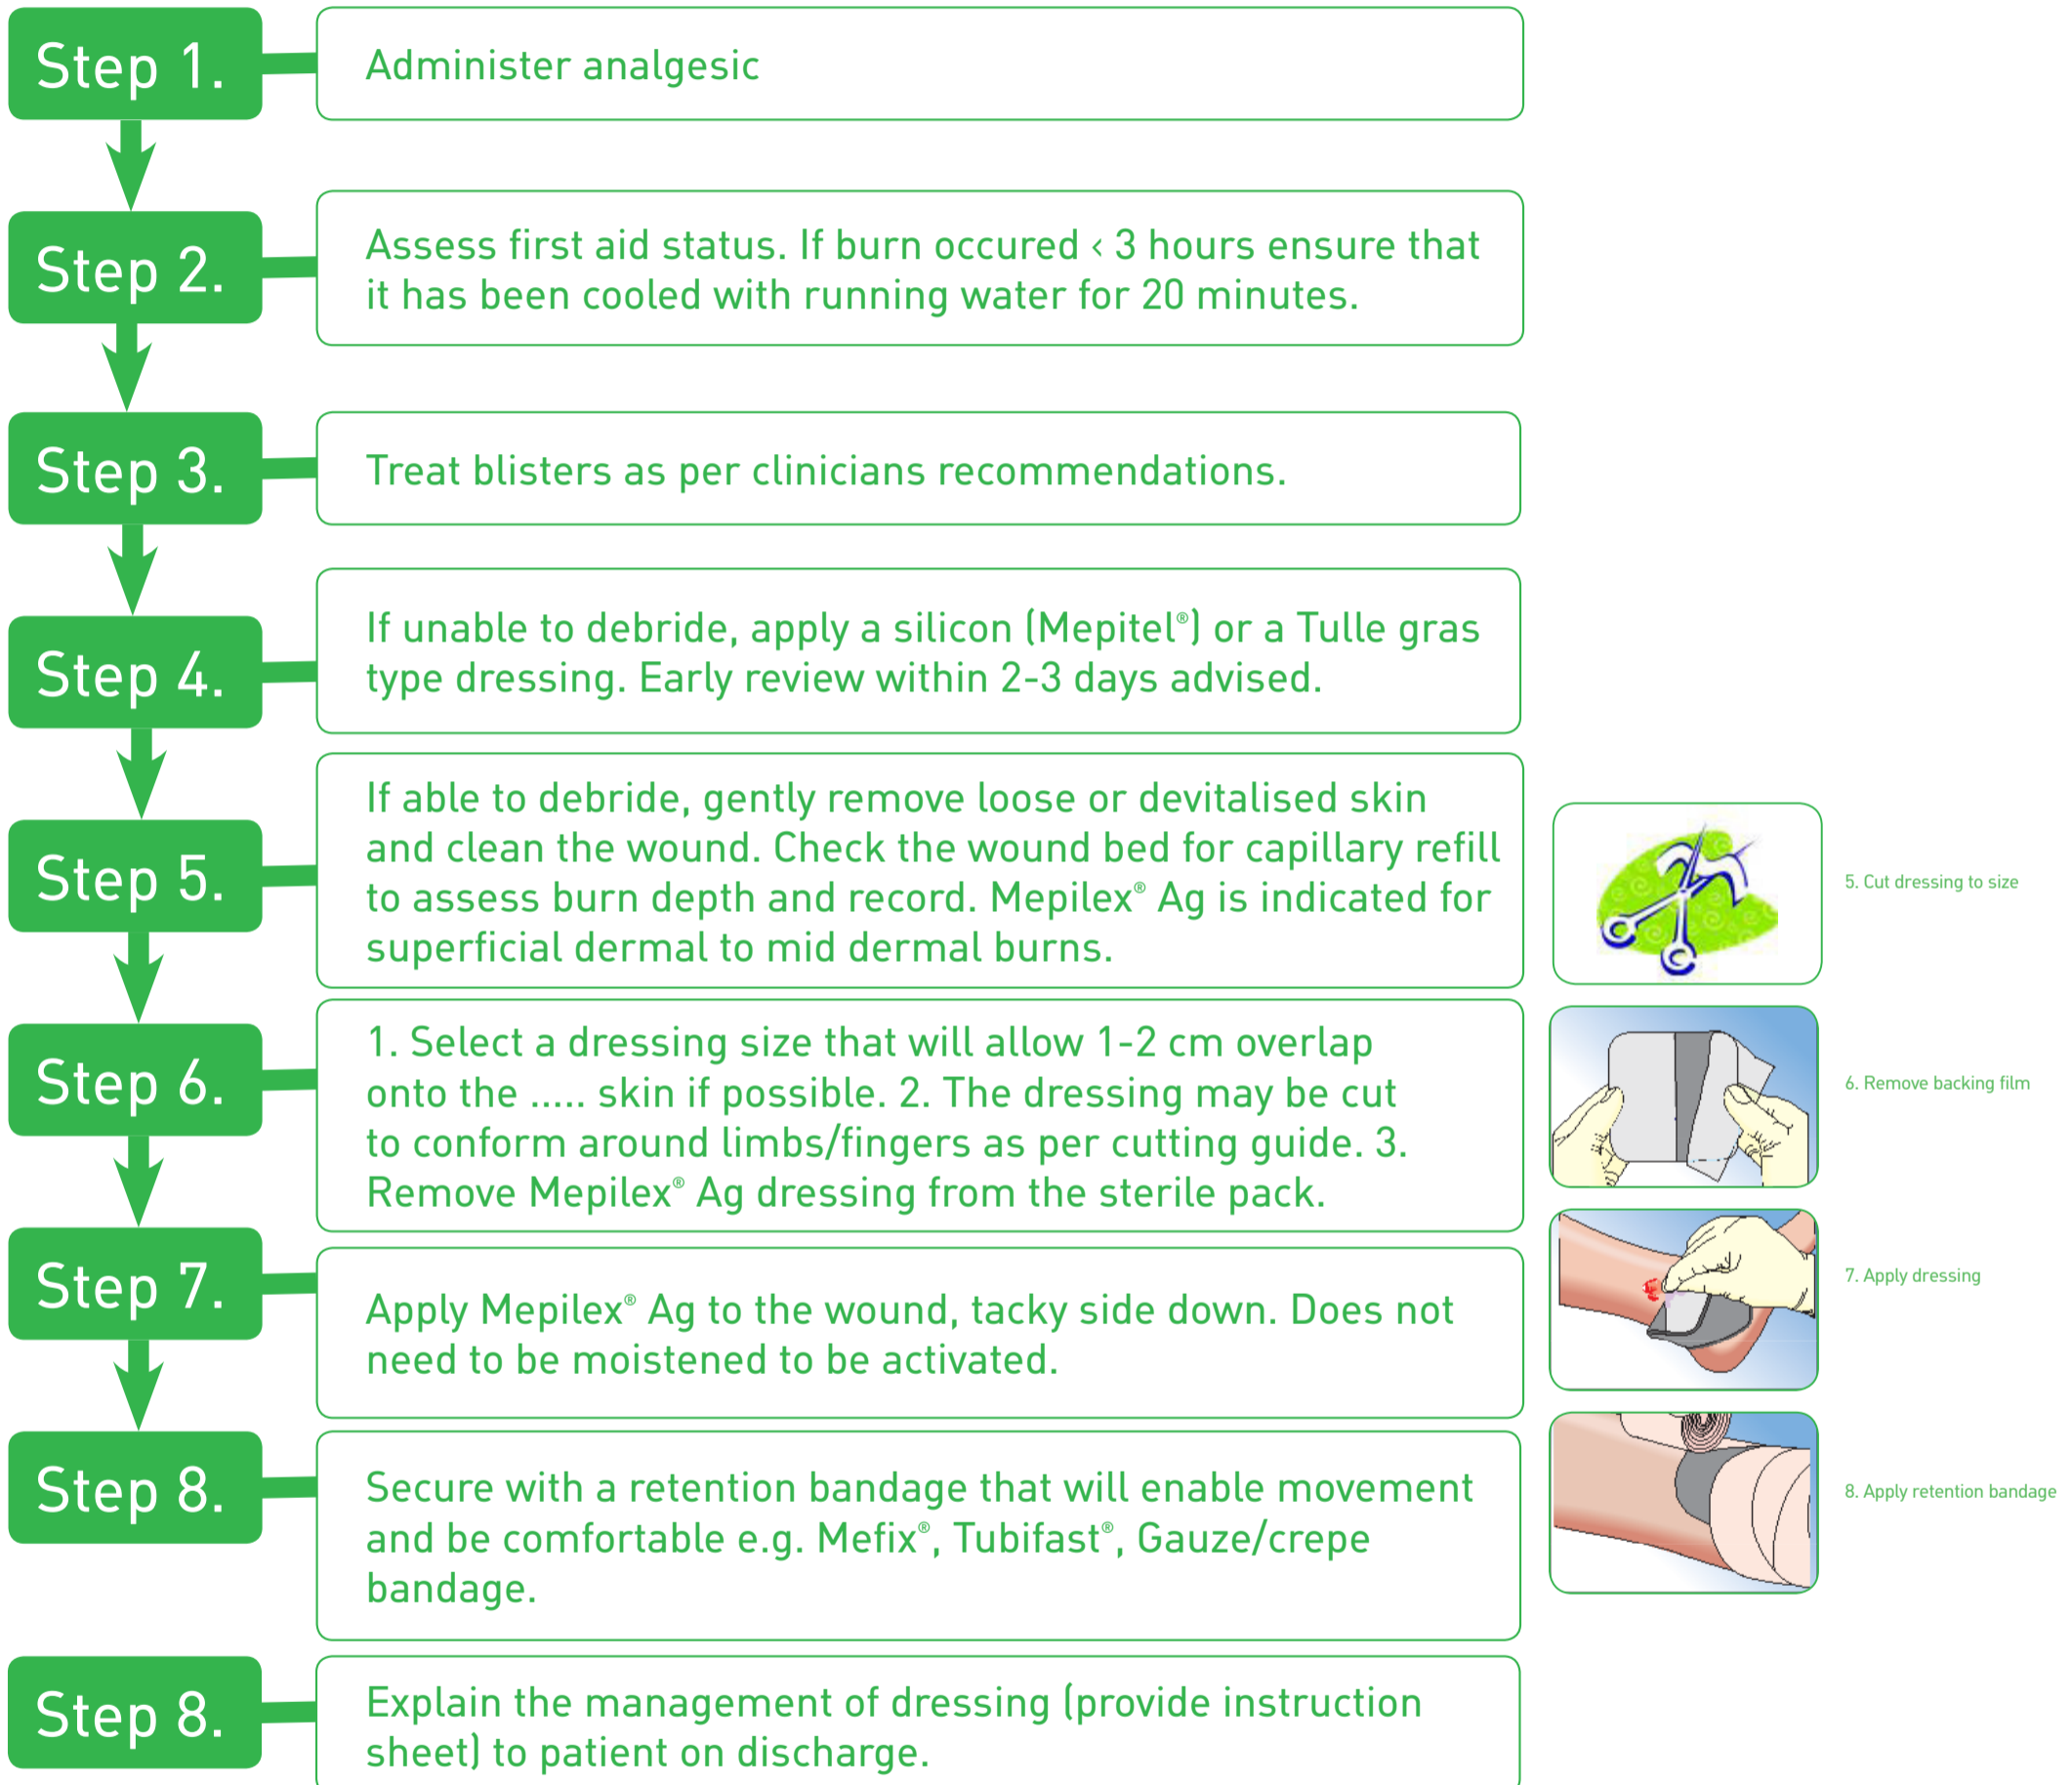 Step 1.
Administer analgesic
Step 2.
Assess first aid status. If burn occured < 3 hours ensure that
it has been cooled with running water for 20 minutes.
Step 3.
Treat blisters as per clinicians recommendations.
Step 4.
If unable to debride, apply a silicon (Mepitel®) or a Tulle gras
type dressing. Early review within 2-3 days advised.
Step 5.
If able to debride, gently remove loose or devitalised skin
and clean the wound. Check the wound bed for capillary refill
to assess burn depth and record. Mepilex® Ag is indicated for
superficial dermal to mid dermal burns.
5. Cut dressing to size
Step 6.
1. Select a dressing size that will allow 1-2 cm overlap
onto the ..... skin if possible. 2. The dressing may be cut
to conform around limbs/fingers as per cutting guide. 3.
Remove Mepilex® Ag dressing from the sterile pack.
6. Remove backing film
Step 7.
Apply Mepilex® Ag to the wound, tacky side down. Does not
need to be moistened to be activated.
7. Apply dressing
Step 8.
Secure with a retention bandage that will enable movement
and be comfortable e.g. Mefix®, Tubifast®, Gauze/crepe
bandage.
8. Apply retention bandage
Step 8.
Explain the management of dressing (provide instruction
sheet) to patient on discharge.